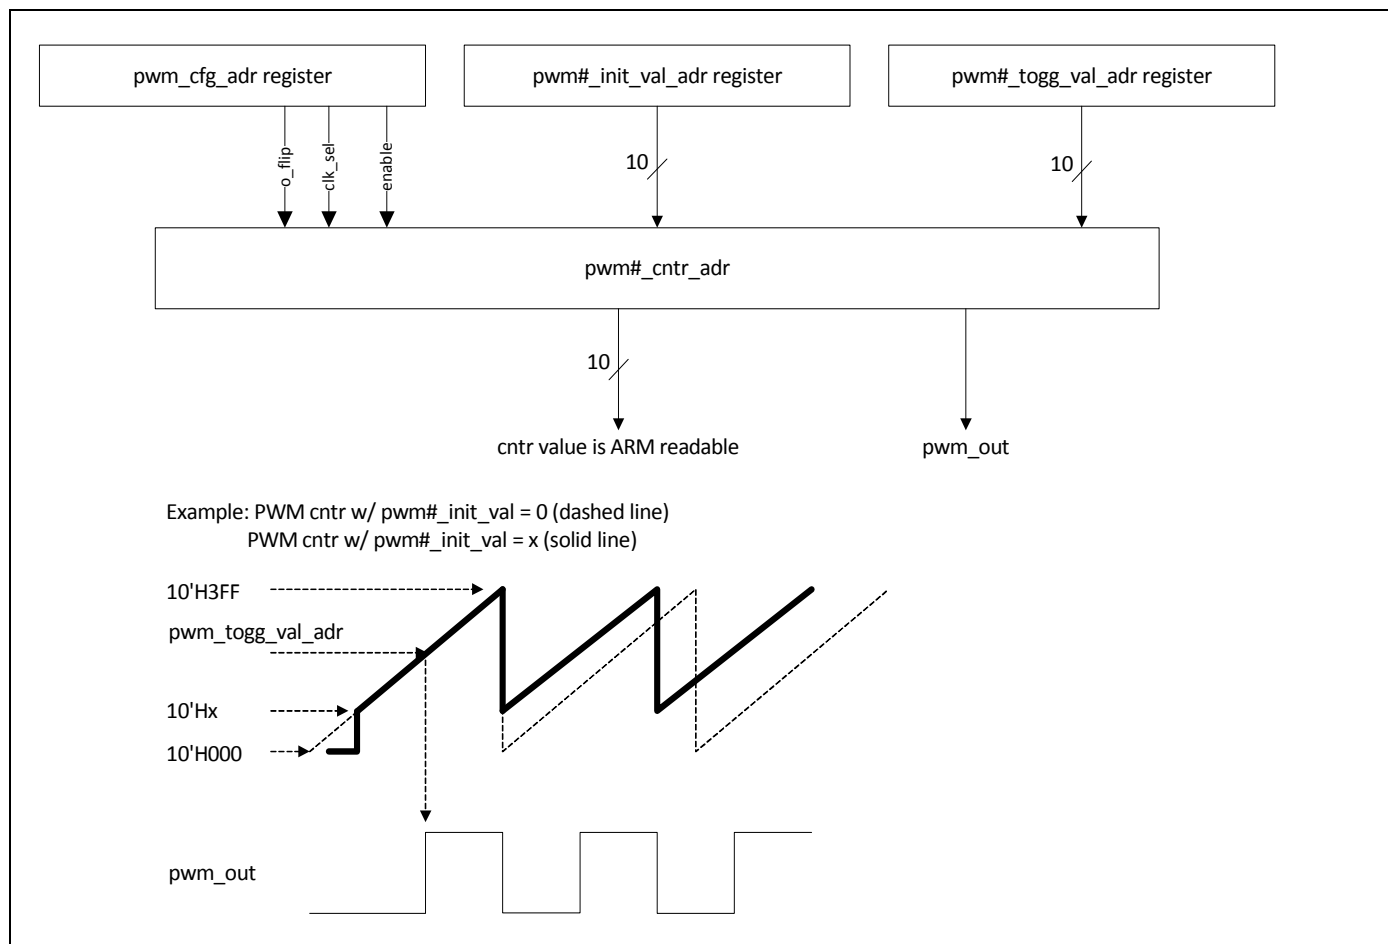 pwm_cfg_adr register
pwm#_init_val_adr register
pwm#_togg_val_adr register
o_flip
clk_sel
enable
10
10
pwm#_cntr_adr
10
cntr value is ARM readable
pwm_out
Example: PWM cntr w/ pwm#_init_val = 0 (dashed line)
PWM cntr w/ pwm#_init_val = x (solid line)
10'H3FF
pwm_togg_val_adr
10'Hx
10'H000
pwm_out